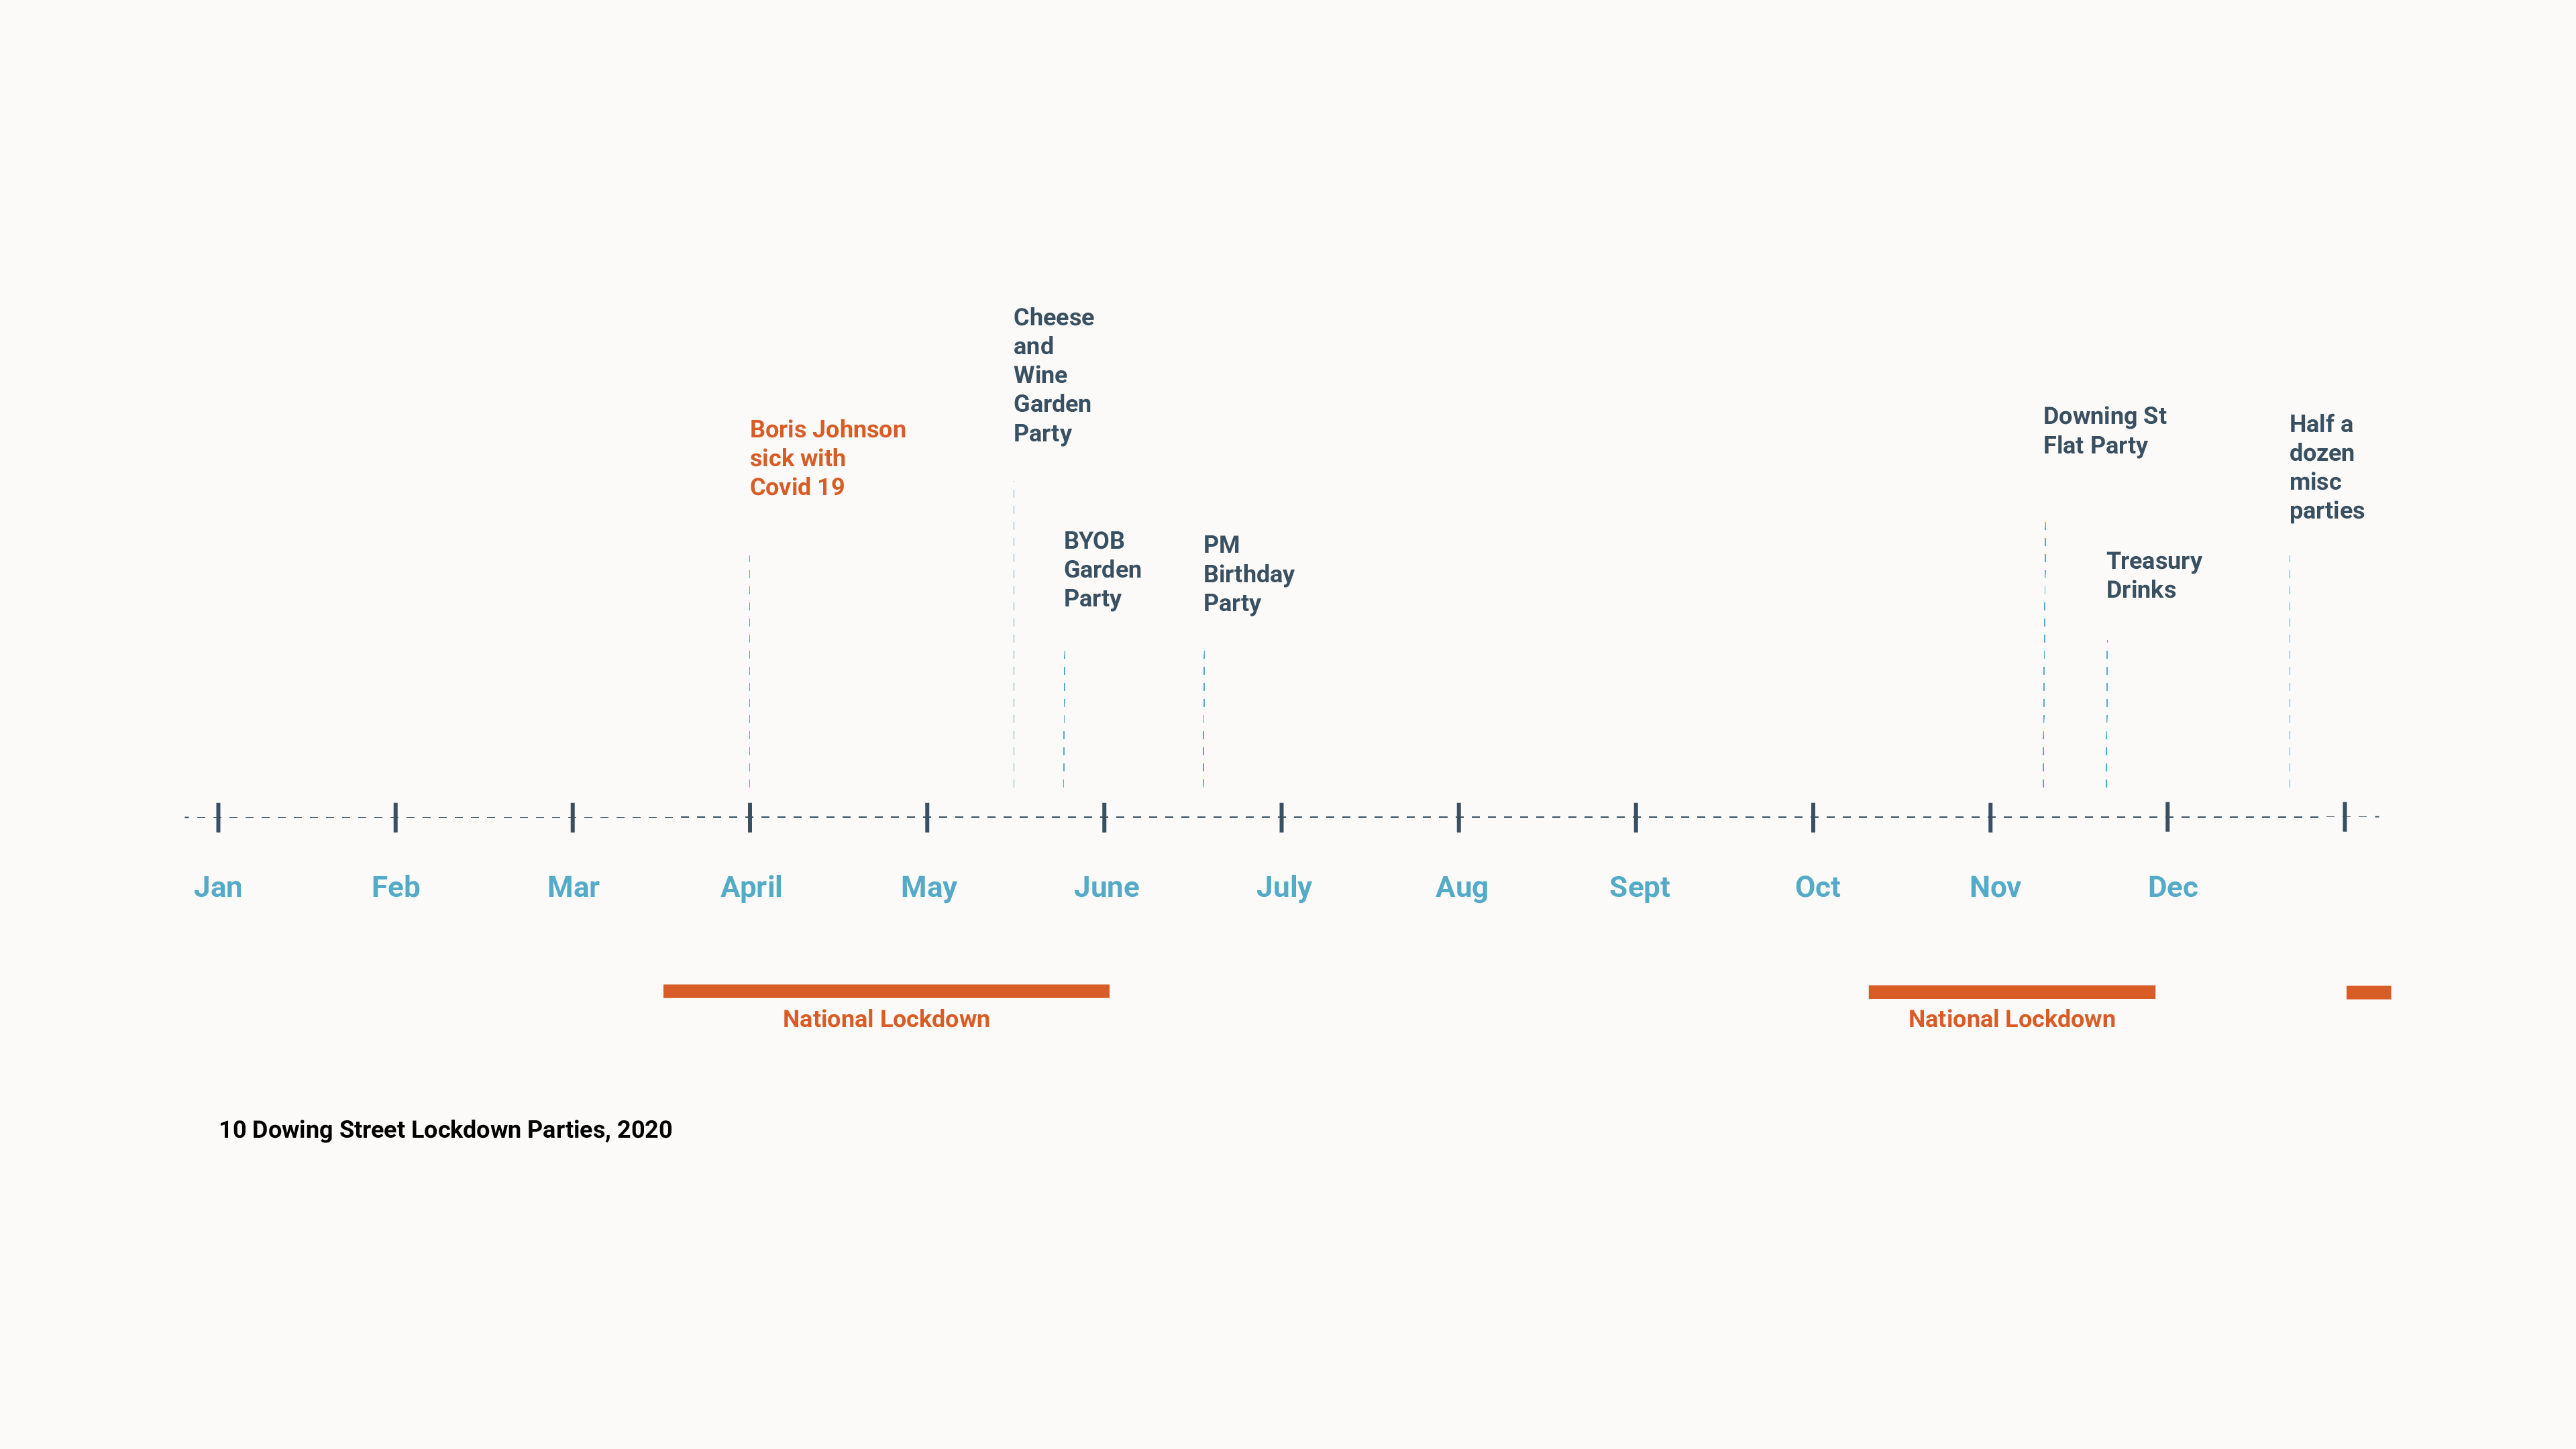 Cheese
and
Wine
Garden
Party
Boris Johnson
sick with
Covid 19
BYOB
Garden
Party
PM
Birthday
Party
Downing St
Flat Party
Treasury
Drinks
Half a
dozen
misc
parties
Jan Feb Mar April May June July Aug Sept Oct Nov Dec
National Lockdown
National Lockdown
10 Dowing Street Lockdown Parties, 2020